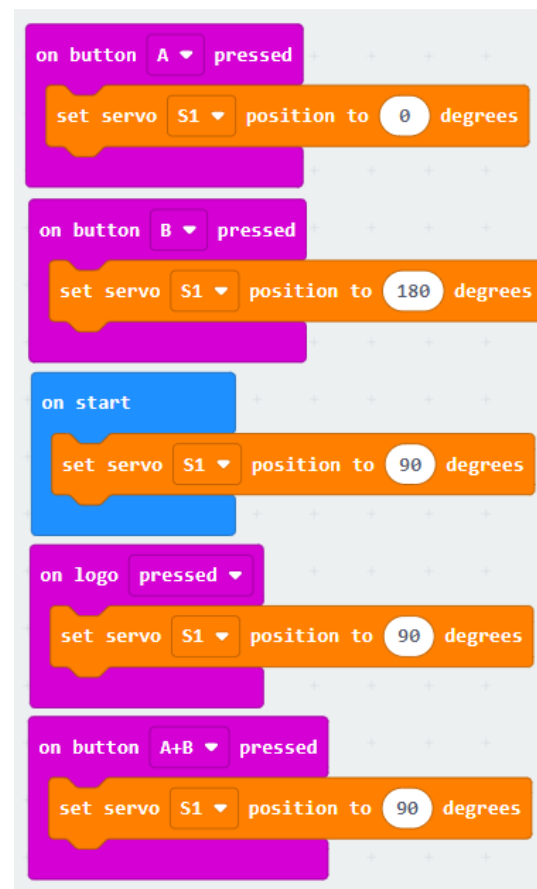 on button A pressed
set servo S1 position to 0 degrees
on button B pressed
set servo S1 position to 180 degrees
on start
set servo S1 position to 90 degrees
on logo pressed
set servo S1 position to 90 degrees
on button A+B pressed
set servo S1 position to 90 degrees